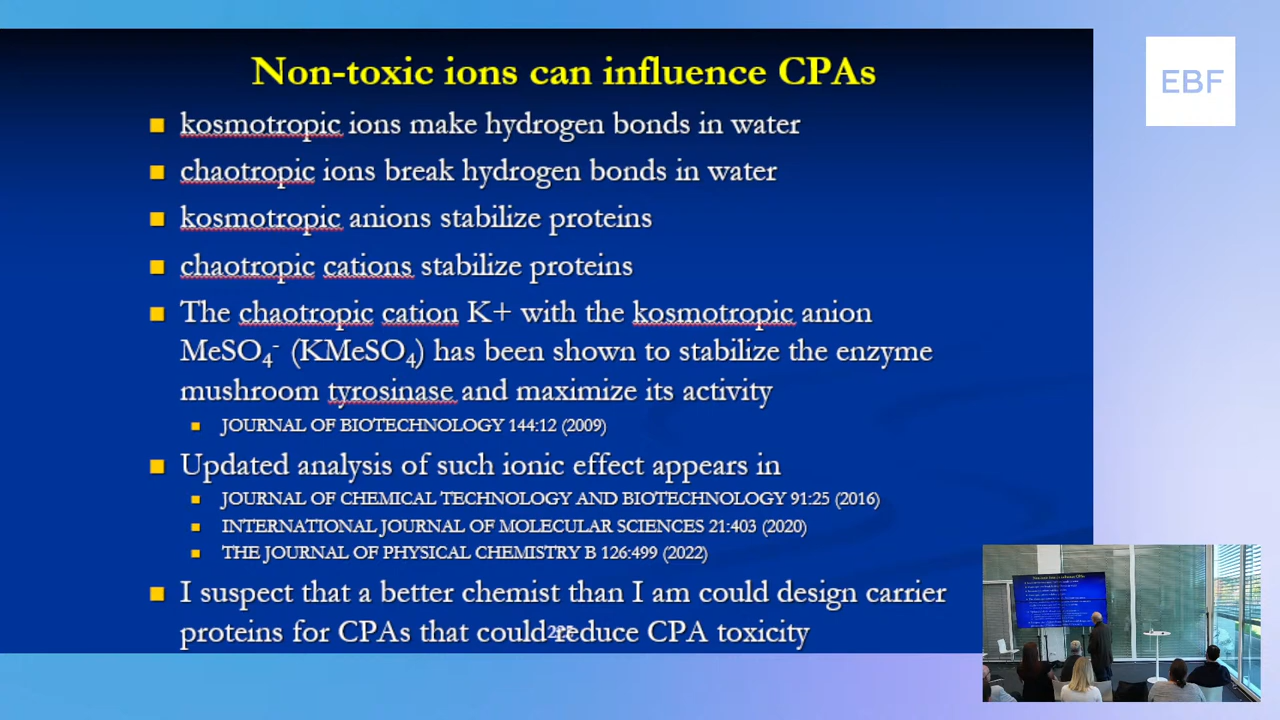 Non-toxic ions can influence CPAs
kosmotropic ions make hydrogen bonds in water
chaotropic ions break hydrogen bonds in water
kosmotropic anions stabilize proteins
chaotropic cations stabilize proteins
The chaotropic cation K+ with the kosmotropic anion
MeSO₄⁻ (KMeSO₄) has been shown to stabilize the enzyme
mushroom tyrosinase and maximize its activity
JOURNAL OF BIOTECHNOLOGY 144:12 (2009)
Updated analysis of such ionic effect appears in
JOURNAL OF CHEMICAL TECHNOLOGY AND BIOTECHNOLOGY 91:25 (2016)
INTERNATIONAL JOURNAL OF MOLECULAR SCIENCES 21:403 (2020)
THE JOURNAL OF PHYSICAL CHEMISTRY B 126:499 (2022)
I suspect that a better chemist than I am could design carrier
proteins for CPAs that could reduce CPA toxicity
EBF